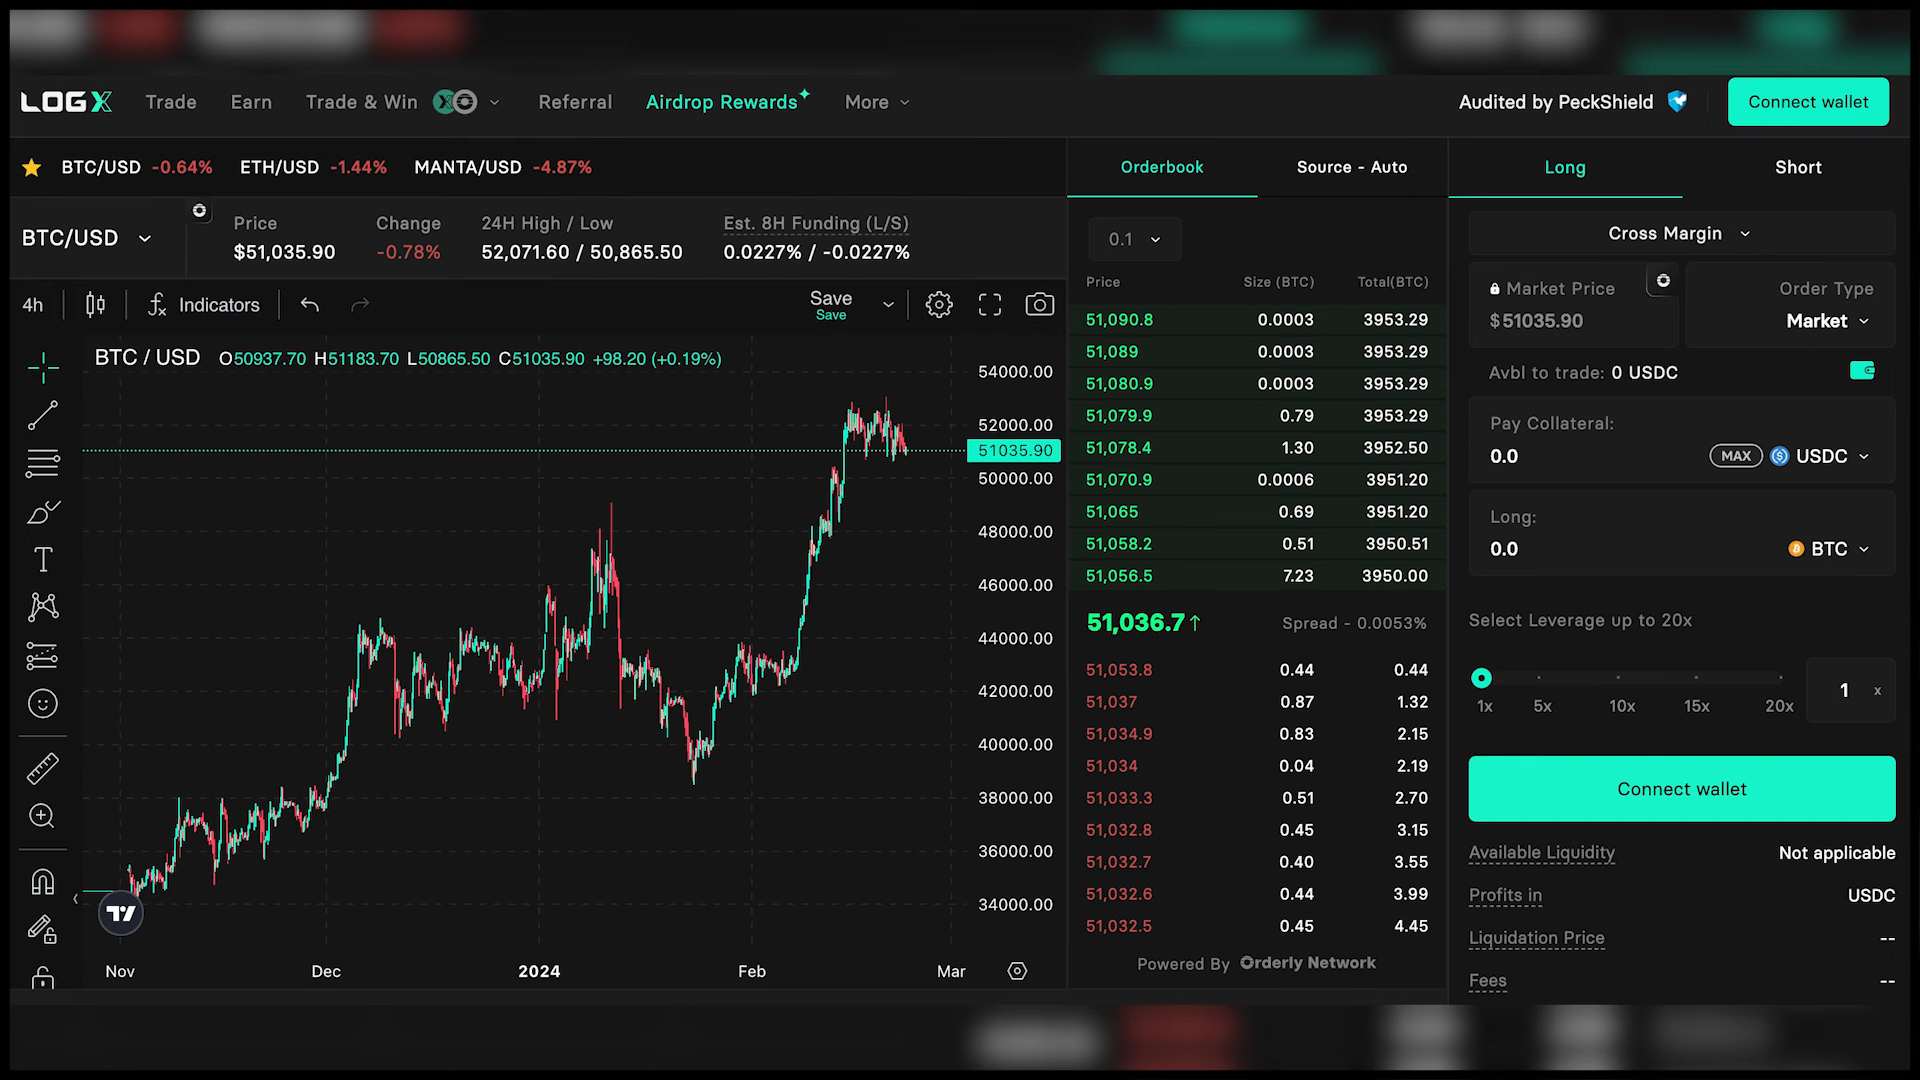 LOGX Trade Earn Trade & Win Referral Airdrop Rewards More Audited by PeckShield Connect wallet
BTC/USD -0.64% ETH/USD -1.44% MANTA/USD -4.87%
BTC/USD
Price Change 24H High / Low Est. 8H Funding (L/S)
$51,035.90 -0.78% 52,071.60 / 50,865.50 0.0227% / -0.0227%
4h Indicators Save
Save
BTC / USD O50937.70 H51183.70 L50865.50 C51035.90 +98.20 (+0.19%)
54000.00
52000.00
51035.90
50000.00
48000.00
46000.00
44000.00
42000.00
40000.00
38000.00
36000.00
34000.00
Nov Dec 2024 Feb Mar
Orderbook Source - Auto
0.1
Price Size (BTC) Total(BTC)
51,090.8 0.0003 3953.29
51,089 0.0003 3953.29
51,080.9 0.0003 3953.29
51,079.9 0.79 3953.29
51,078.4 1.30 3952.50
51,070.9 0.0006 3951.20
51,065 0.69 3951.20
51,058.2 0.51 3950.51
51,056.5 7.23 3950.00
51,036.7↑ Spread - 0.0053%
51,053.8 0.44 0.44
51,037 0.87 1.32
51,034.9 0.83 2.15
51,034 0.04 2.19
51,033.3 0.51 2.70
51,032.8 0.45 3.15
51,032.7 0.40 3.55
51,032.6 0.44 3.99
51,032.5 0.45 4.45
Powered By Orderly Network
Long Short
Cross Margin
Market Price Order Type
$51035.90 Market
Avbl to trade: 0 USDC
Pay Collateral:
0.0 MAX USDC
Long:
0.0 BTC
Select Leverage up to 20x
1 x
1x 5x 10x 15x 20x
Connect wallet
Available Liquidity Not applicable
Profits in USDC
Liquidation Price --
Fees --